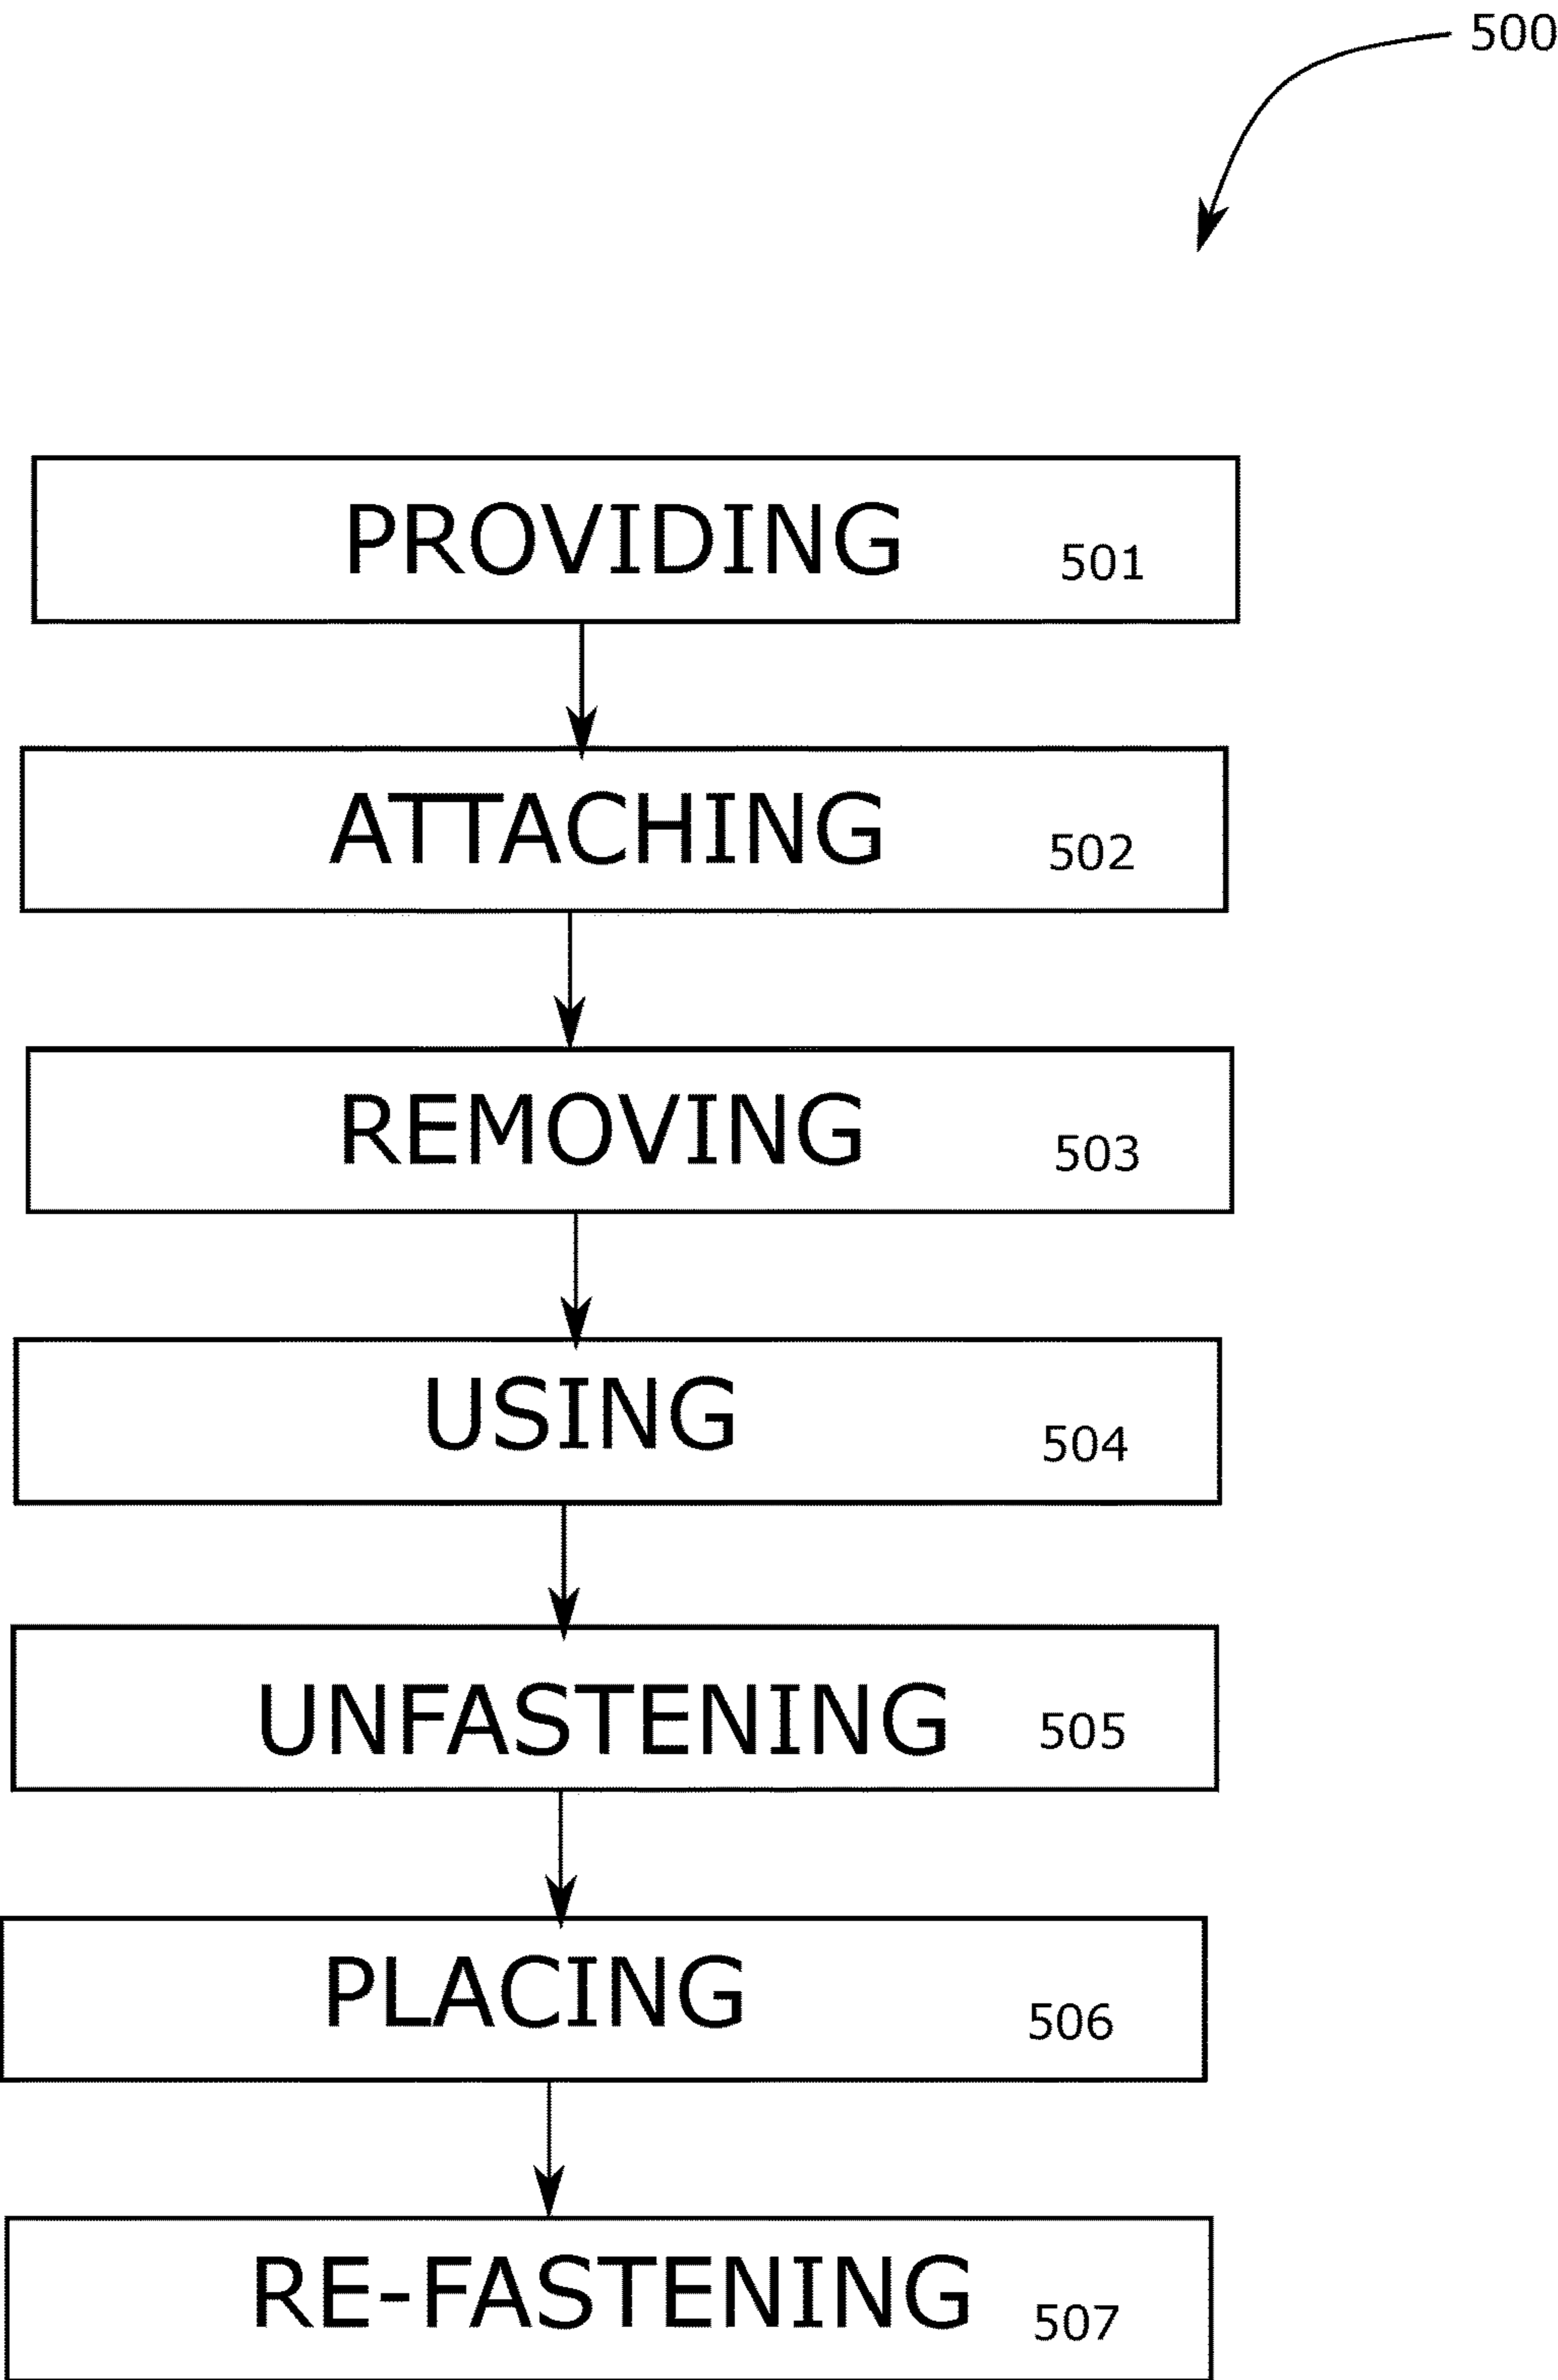 500
PROVIDING 501
ATTACHING 502
REMOVING 503
USING 504
UNFASTENING 505
PLACING 506
RE-FASTENING 507